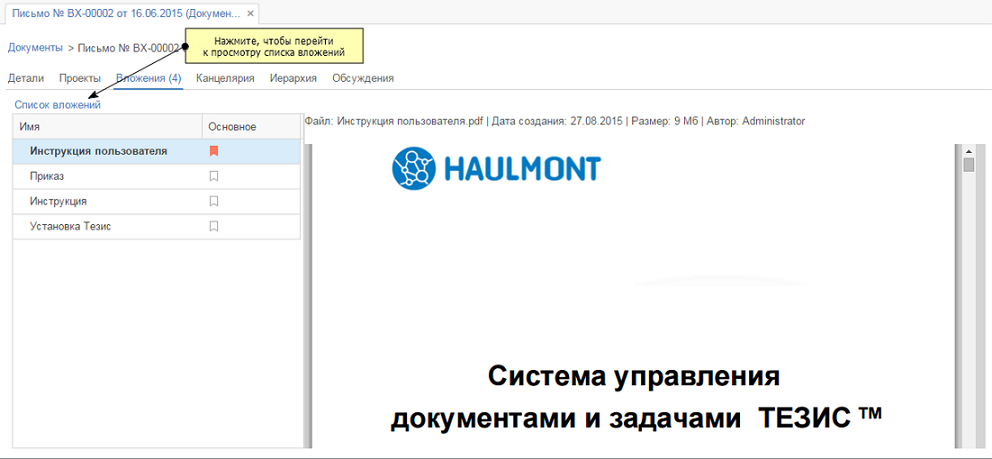 Письмо № ВХ-00002 от 16.06.2015 (Докумен... ×
Документы > Письмо № ВХ-00002
Нажмите, чтобы перейти
к просмотру списка вложений
Детали Проекты Вложения (4) Канцелярия Иерархия Обсуждения
Список вложений
Имя Основное
Файл: Инструкция пользователя.pdf | Дата создания: 27.08.2015 | Размер: 9 Мб | Автор: Administrator
Инструкция пользователя
Приказ
Инструкция
Установка Тезис
HAULMONT
Система управления
документами и задачами ТЕЗИС ™